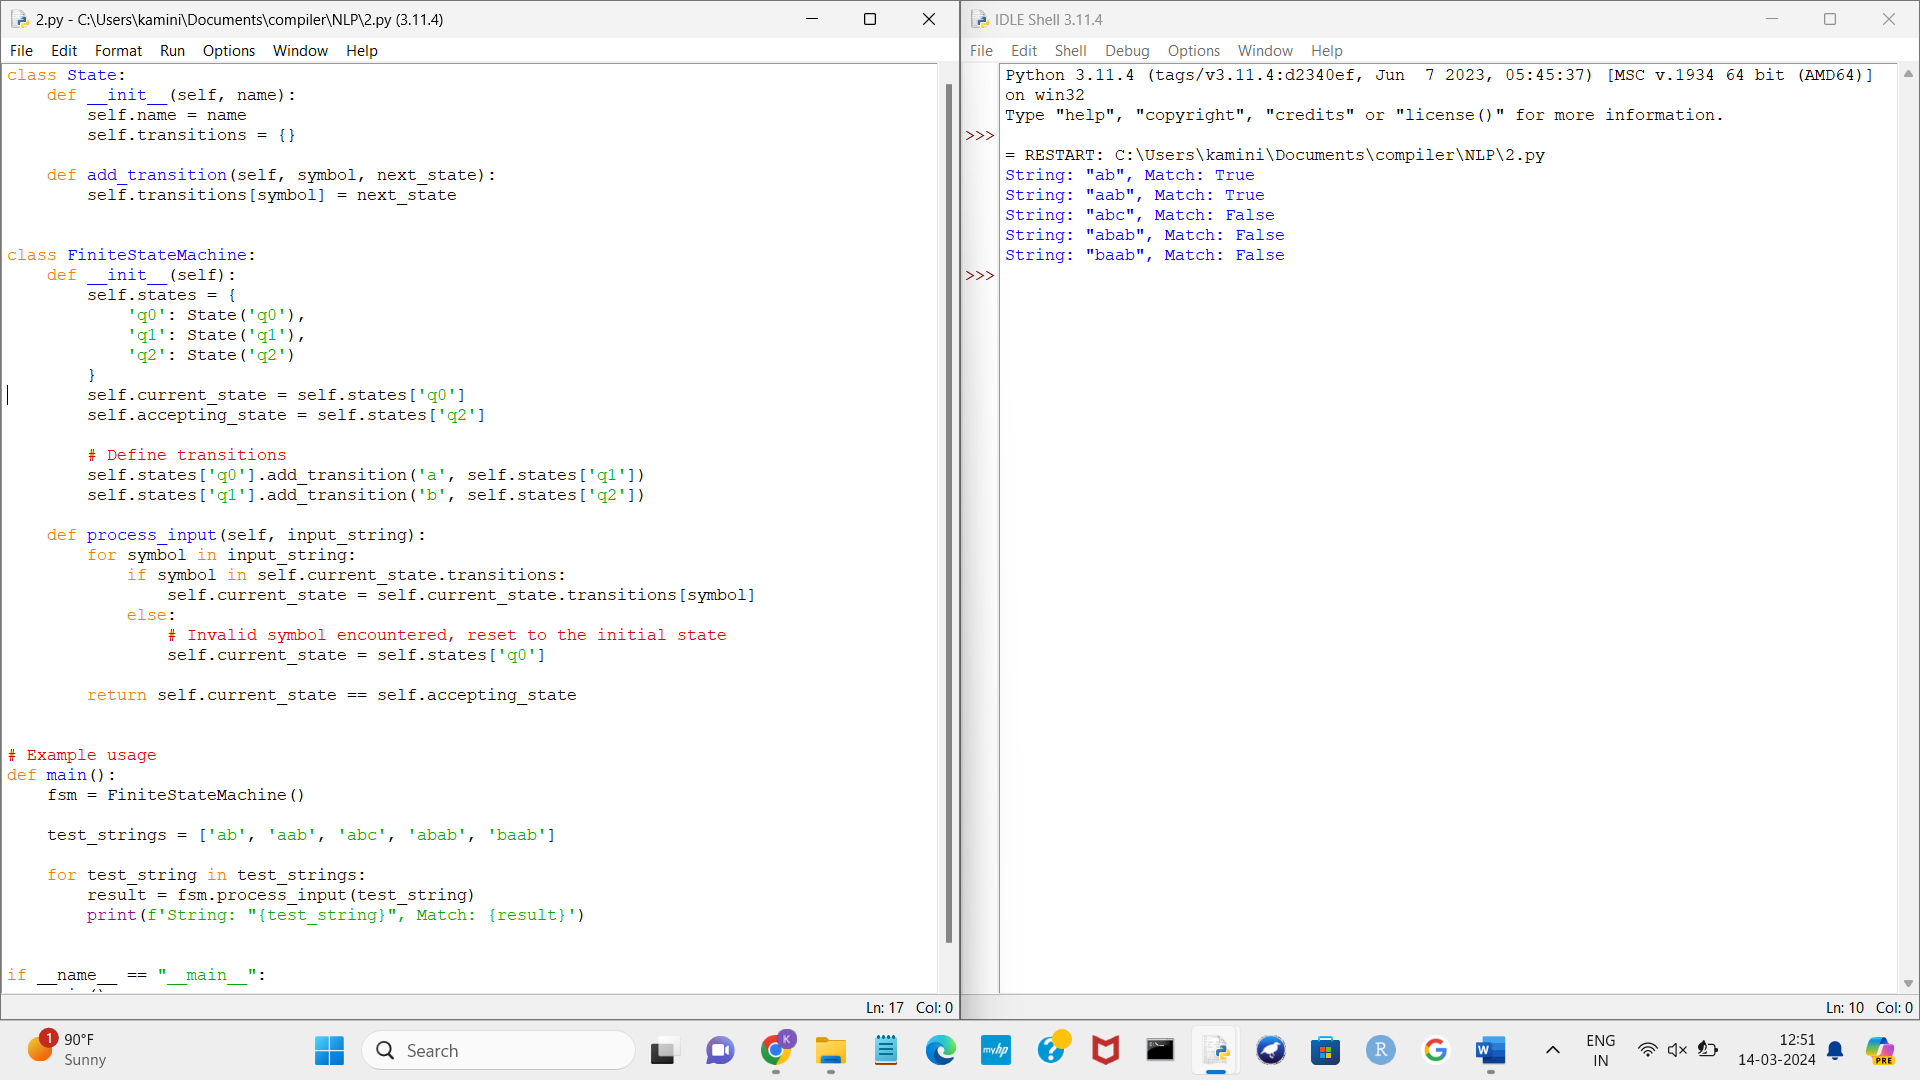 2.py - C:\Users\kamini\Documents\compiler\NLP\2.py (3.11.4)
File Edit Format Run Options Window Help
class State:
    def __init__(self, name):
        self.name = name
        self.transitions = {}

    def add_transition(self, symbol, next_state):
        self.transitions[symbol] = next_state


class FiniteStateMachine:
    def __init__(self):
        self.states = {
            'q0': State('q0'),
            'q1': State('q1'),
            'q2': State('q2')
        }
        self.current_state = self.states['q0']
        self.accepting_state = self.states['q2']

        # Define transitions
        self.states['q0'].add_transition('a', self.states['q1'])
        self.states['q1'].add_transition('b', self.states['q2'])

    def process_input(self, input_string):
        for symbol in input_string:
            if symbol in self.current_state.transitions:
                self.current_state = self.current_state.transitions[symbol]
            else:
                # Invalid symbol encountered, reset to the initial state
                self.current_state = self.states['q0']

        return self.current_state == self.accepting_state


# Example usage
def main():
    fsm = FiniteStateMachine()

    test_strings = ['ab', 'aab', 'abc', 'abab', 'baab']

    for test_string in test_strings:
        result = fsm.process_input(test_string)
        print(f'String: "{test_string}", Match: {result}')


if __name__ == "__main__":
Ln: 17 Col: 0
IDLE Shell 3.11.4
File Edit Shell Debug Options Window Help
Python 3.11.4 (tags/v3.11.4:d2340ef, Jun  7 2023, 05:45:37) [MSC v.1934 64 bit (AMD64)]
on win32
Type "help", "copyright", "credits" or "license()" for more information.
>>>
= RESTART: C:\Users\kamini\Documents\compiler\NLP\2.py
String: "ab", Match: True
String: "aab", Match: True
String: "abc", Match: False
String: "abab", Match: False
String: "baab", Match: False
>>>
Ln: 10 Col: 0
1
90°F
Sunny
Search
K
myhp
?
R
G
W
ENG
IN
12:51
14-03-2024
PRE